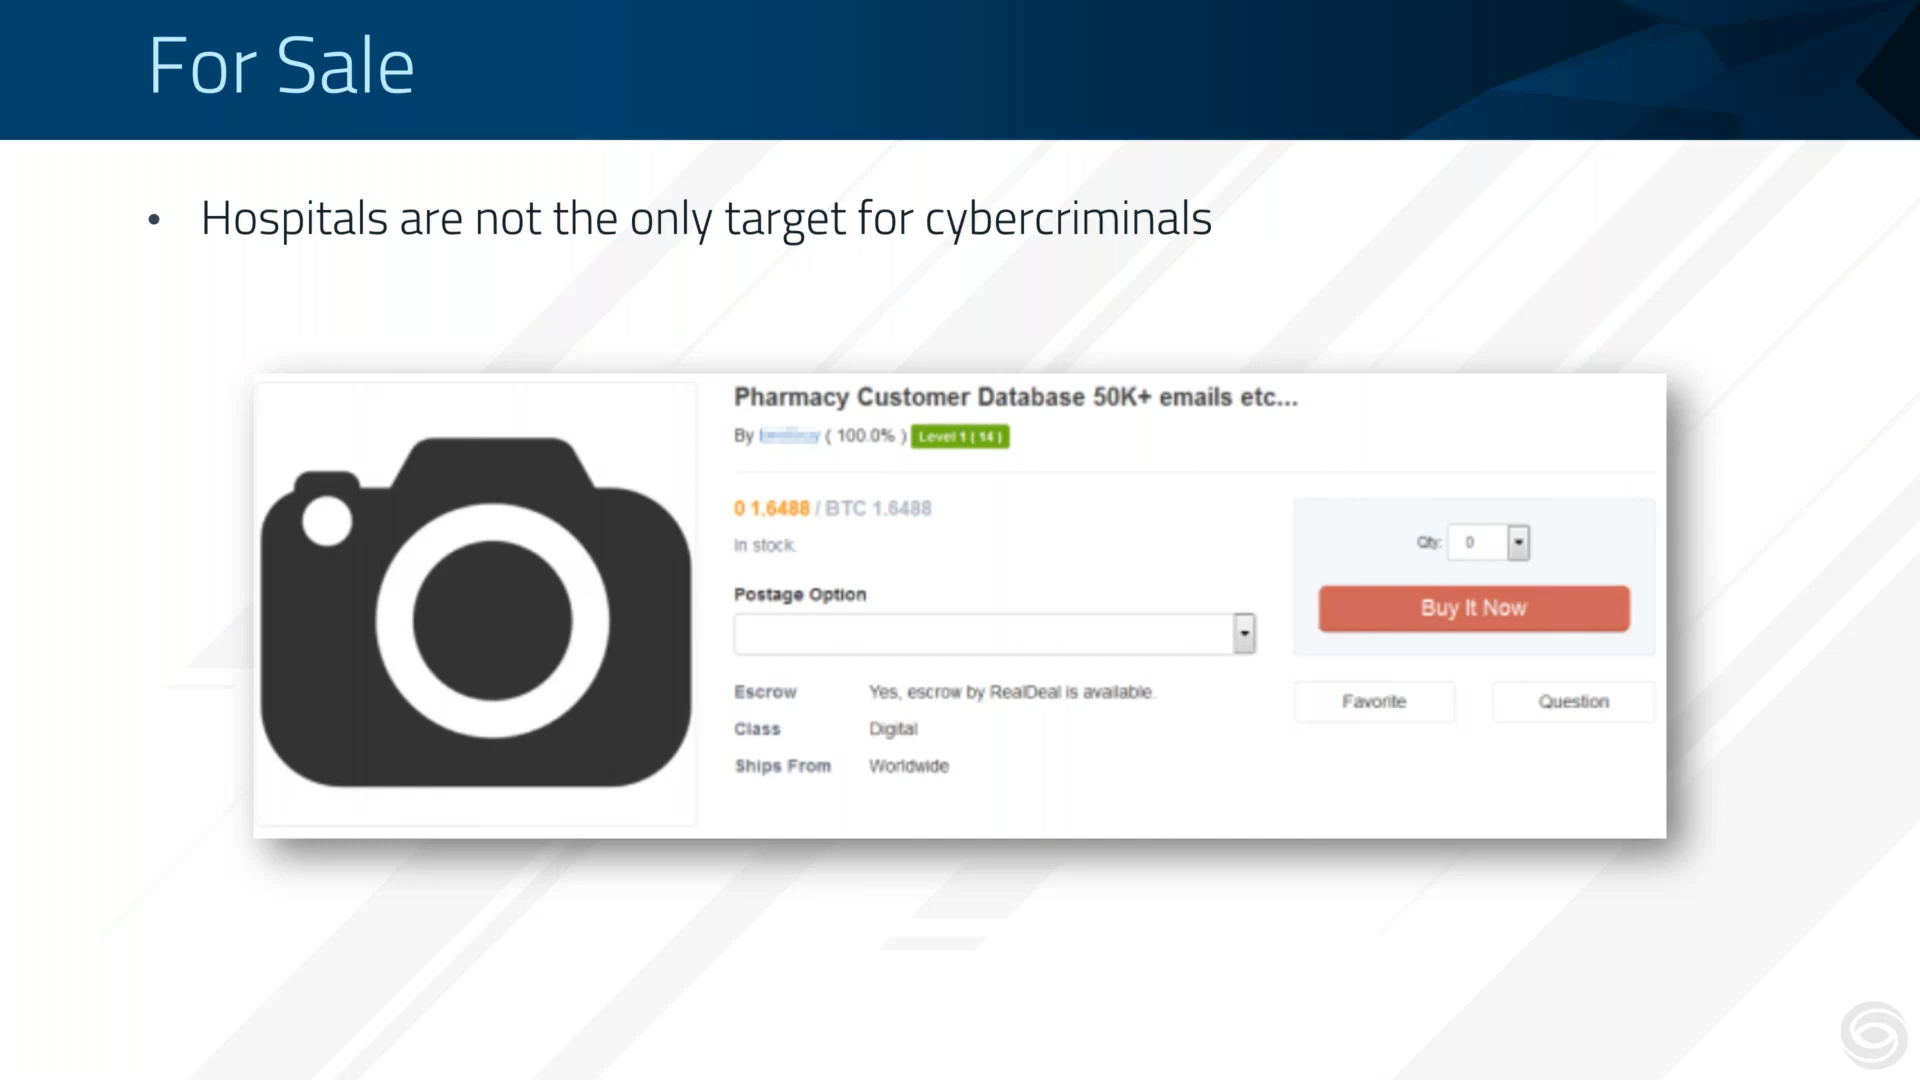 For Sale
• Hospitals are not the only target for cybercriminals
Pharmacy Customer Database 50K+ emails etc...
By ( 100.0% ) Level 1 ( 14 )
0 1.6488 / BTC 1.6488
In stock.
Qty: 0
Buy It Now
Postage Option
Escrow Yes, escrow by RealDeal is available.
Favorite Question
Class Digital
Ships From Worldwide